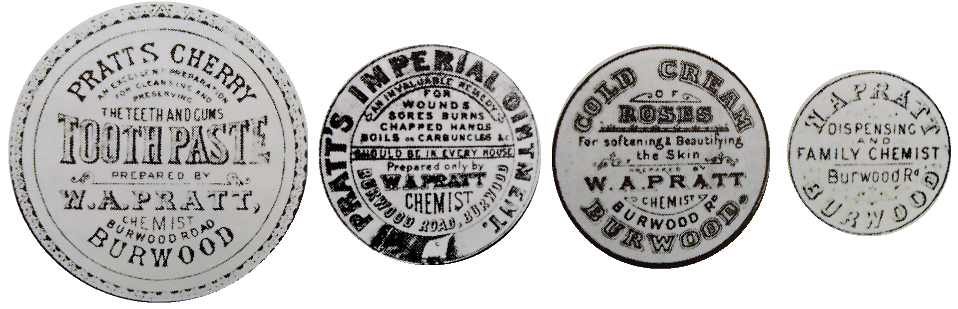 PRATTS CHERRY
AN EXCELLENT PREPARATION
FOR CLEANSING AND
PRESERVING
THE TEETH AND GUMS
TOOTH PASTE
PREPARED BY
W.A.PRATT,
CHEMIST
BURWOOD ROAD
BURWOOD
PRATT'S IMPERIAL OINTMENT.
AN INVALUABLE REMEDY
FOR
WOUNDS
SORES BURNS
CHAPPED HANDS
BOILS OR CARBUNCLES &c
SHOULD BE IN EVERY HOUSE
Prepared only by
W.A.PRATT
CHEMIST
BURWOOD ROAD, BURWOOD
COLD CREAM
OF
ROSES
For softening & Beautifying
the Skin
PREPARED BY
W.A.PRATT
CHEMIST
BURWOOD Rd
BURWOOD.
W.A.PRATT
DISPENSING
AND
FAMILY CHEMIST
Burwood Rd
BURWOOD